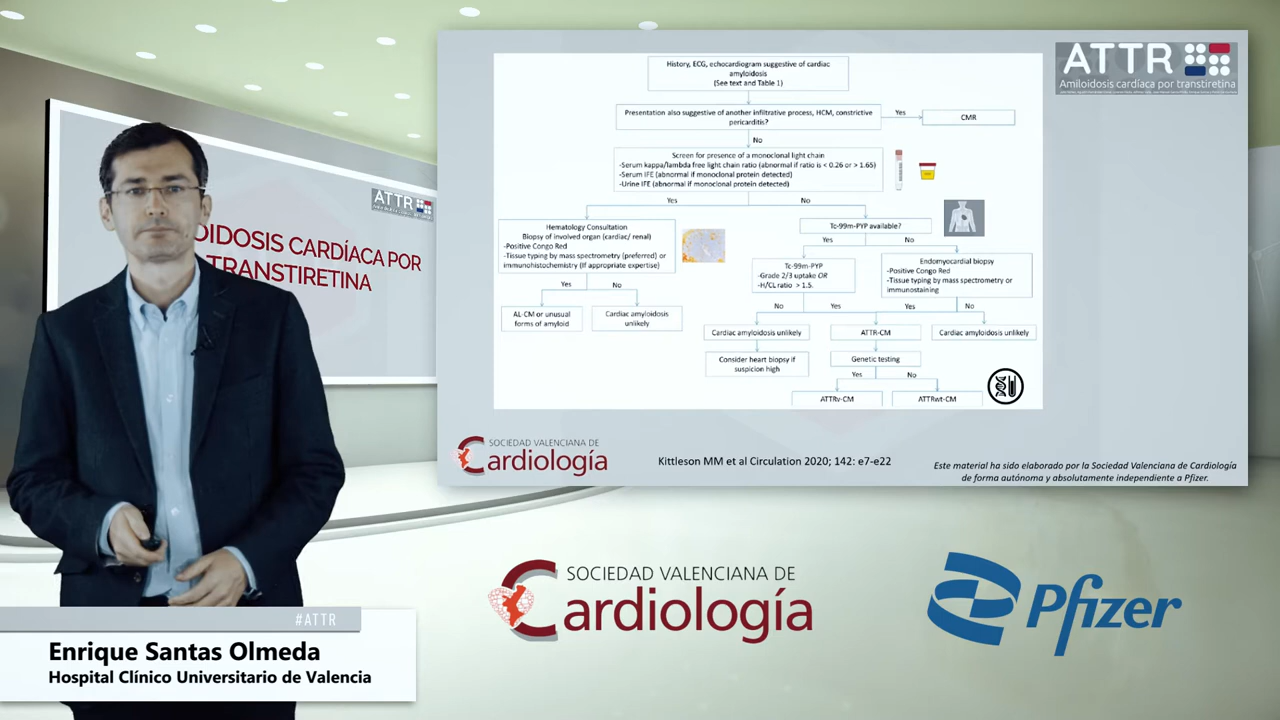 ATTR
Amiloidosis cardíaca por transtiretina
History, ECG, echocardiogram suggestive of cardiac
amyloidosis
(See text and Table 1)
Presentation also suggestive of another infiltrative process, HCM, constrictive
pericarditis?
Yes
CMR
No
Screen for presence of a monoclonal light chain
-Serum kappa/lambda free light chain ratio (abnormal if ratio is < 0.26 or > 1.65)
-Serum IFE (abnormal if monoclonal protein detected)
-Urine IFE (abnormal if monoclonal protein detected)
Yes
No
Hematology Consultation
Biopsy of involved organ (cardiac/ renal)
-Positive Congo Red
-Tissue typing by mass spectrometry (preferred) or
immunohistochemistry (If appropriate expertise)
Yes
No
AL-CM or unusual
forms of amyloid
Cardiac amyloidosis
unlikely
Tc-99m-PYP available?
Yes
No
Tc-99m-PYP
- Grade 2/3 uptake OR
- H/CL ratio > 1.5.
Endomyocardial biopsy
-Positive Congo Red
-Tissue typing by mass spectrometry or
immunostaining
No
Yes
Yes
No
Cardiac amyloidosis unlikely
ATTR-CM
Cardiac amyloidosis unlikely
Consider heart biopsy if
suspicion high
Genetic testing
Yes
No
ATTRv-CM
ATTRwt-CM
SOCIEDAD VALENCIANA DE
Cardiología
Kittleson MM et al Circulation 2020; 142: e7-e22
Este material ha sido elaborado por la Sociedad Valenciana de Cardiología
de forma autónoma y absolutamente independiente a Pfizer.
ATTR
OIDOSIS CARDÍACA POR
TRANSTIRETINA
SOCIEDAD VALENCIANA DE
Cardiología
Pfizer
#ATTR
Enrique Santas Olmeda
Hospital Clínico Universitario de Valencia